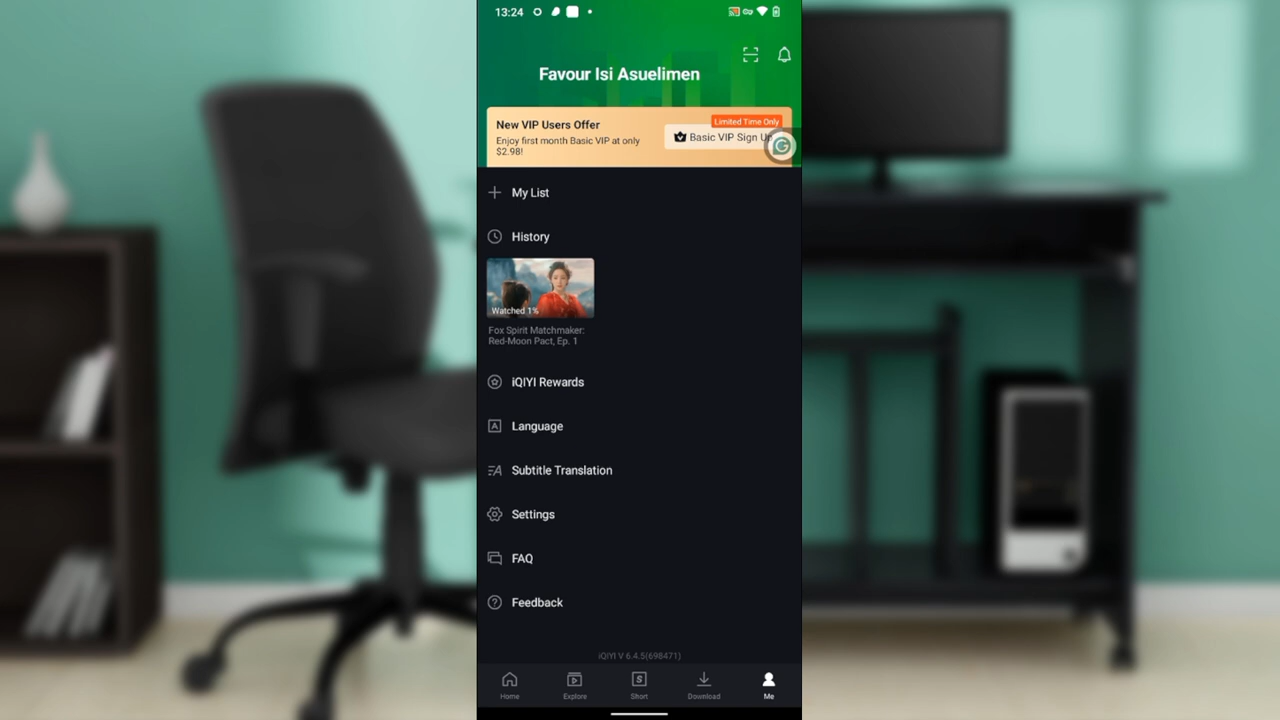 13:24
Favour Isi Asuelimen
New VIP Users Offer
Limited Time Only
Enjoy first month Basic VIP at only
$2.98!
Basic VIP Sign Up
My List
History
Watched 1%
Fox Spirit Matchmaker:
Red-Moon Pact, Ep. 1
iQIYI Rewards
Language
Subtitle Translation
Settings
FAQ
Feedback
iQIYI V 6.4.5(698471)
Home
Explore
Short
Download
Me